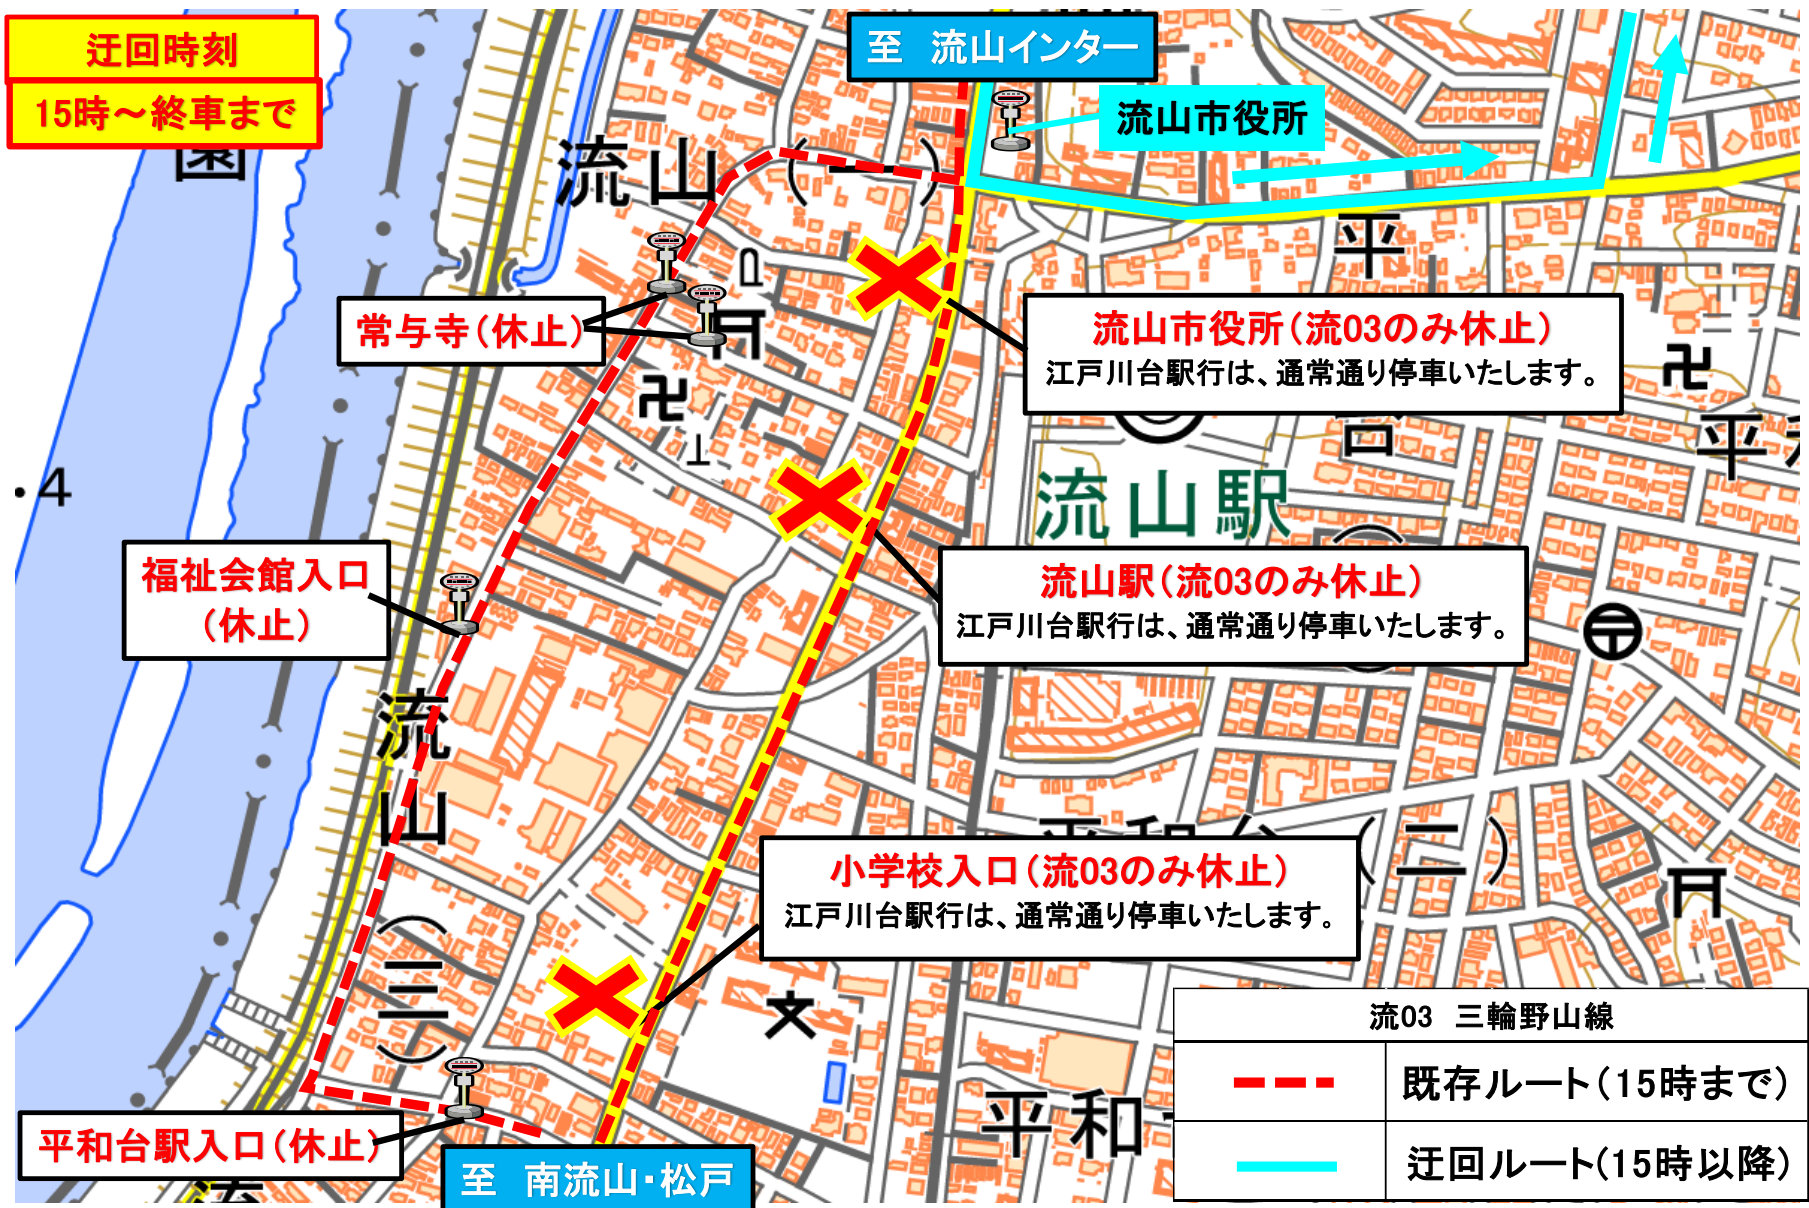 迂回時刻
15時～終車まで
至　流山インター
流山市役所
園
流山(一)
平
常与寺（休止）
流山市役所（流03のみ休止）
江戸川台駅行は、通常通り停車いたします。
平
・4
流山駅
福祉会館入口
（休止）
流山駅（流03のみ休止）
江戸川台駅行は、通常通り停車いたします。
流山(三)
平和台(二)
小学校入口（流03のみ休止）
江戸川台駅行は、通常通り停車いたします。
平和台駅入口（休止）
至　南流山・松戸
平和
流03　三輪野山線
既存ルート（15時まで）
迂回ルート（15時以降）